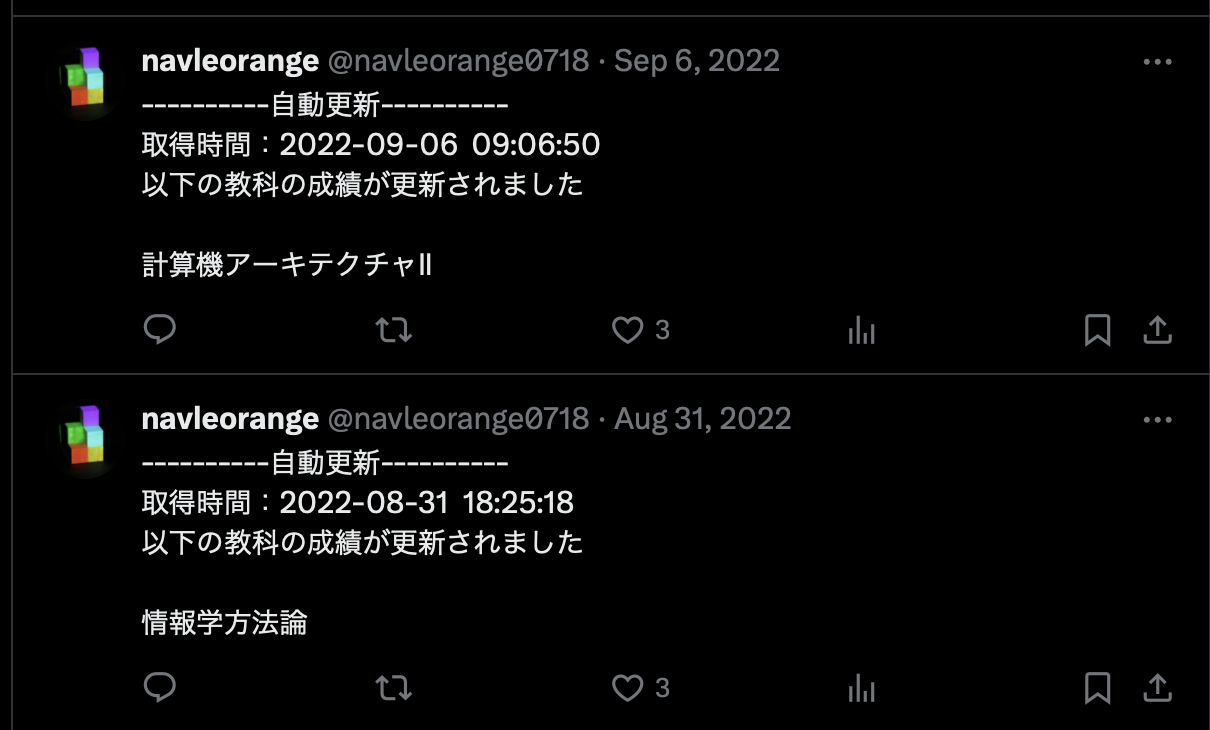 navleorange @navleorange0718 · Sep 6, 2022
----------自動更新----------
取得時間：2022-09-06 09:06:50
以下の教科の成績が更新されました
計算機アーキテクチャII
3
navleorange @navleorange0718 · Aug 31, 2022
----------自動更新----------
取得時間：2022-08-31 18:25:18
以下の教科の成績が更新されました
情報学方法論
3